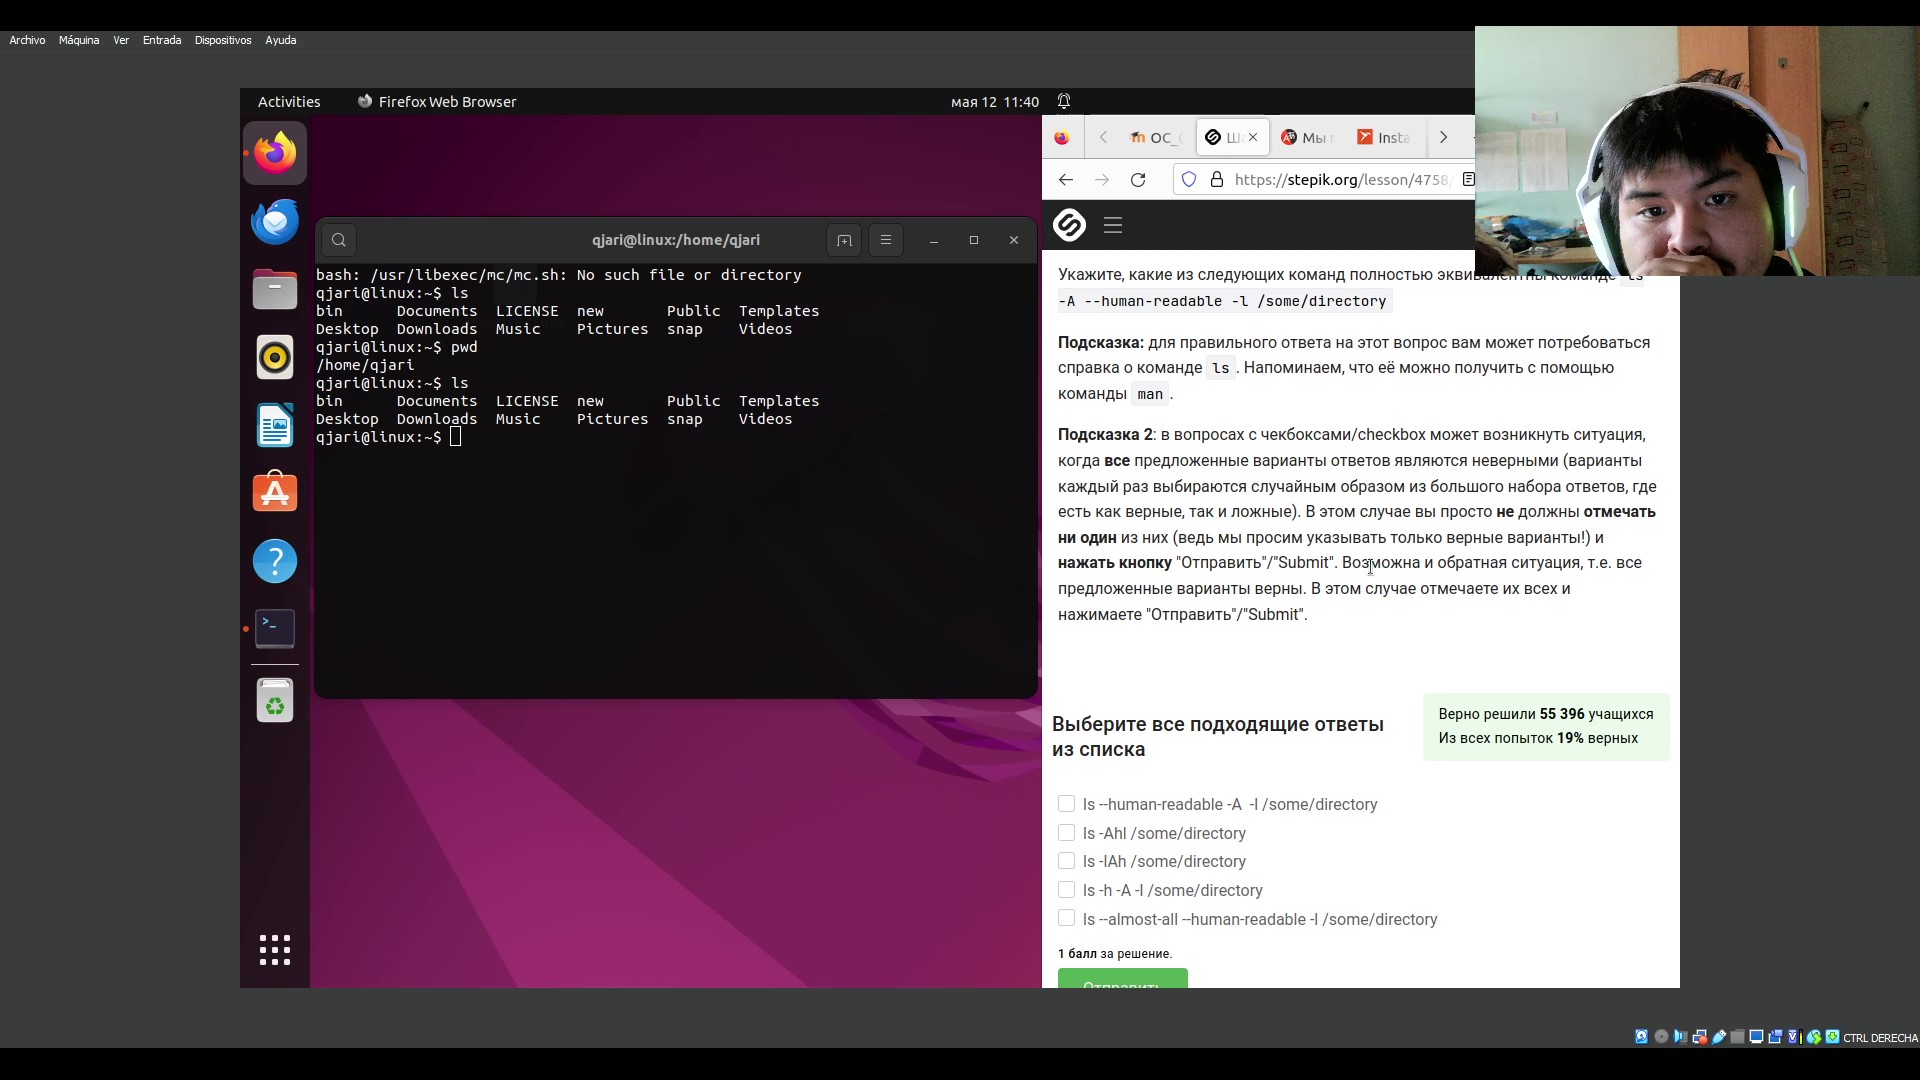 Archivo Máquina Ver Entrada Dispositivos Ayuda
Activities Firefox Web Browser мая 12 11:40
qjari@linux:/home/qjari
bash: /usr/libexec/mc/mc.sh: No such file or directory
qjari@linux:~$ ls
bin Documents LICENSE new Public Templates
Desktop Downloads Music Pictures snap Videos
qjari@linux:~$ pwd
/home/qjari
qjari@linux:~$ ls
bin Documents LICENSE new Public Templates
Desktop Downloads Music Pictures snap Videos
qjari@linux:~$
ОС_ Мы Insta
https://stepik.org/lesson/4758/
Укажите, какие из следующих команд полностью эквивалентны команде ls
-A --human-readable -l /some/directory
Подсказка: для правильного ответа на этот вопрос вам может потребоваться
справка о команде ls. Напоминаем, что её можно получить с помощью
команды man.
Подсказка 2: в вопросах с чекбоксами/checkbox может возникнуть ситуация,
когда все предложенные варианты ответов являются неверными (варианты
каждый раз выбираются случайным образом из большого набора ответов, где
есть как верные, так и ложные). В этом случае вы просто не должны отмечать
ни один из них (ведь мы просим указывать только верные варианты!) и
нажать кнопку "Отправить"/"Submit". Возможна и обратная ситуация, т.е. все
предложенные варианты верны. В этом случае отмечаете их всех и
нажимаете "Отправить"/"Submit".
Выберите все подходящие ответы
из списка
Верно решили 55 396 учащихся
Из всех попыток 19% верных
ls --human-readable -A -l /some/directory
ls -Ahl /some/directory
ls -lAh /some/directory
ls -h -A -l /some/directory
ls --almost-all --human-readable -l /some/directory
1 балл за решение.
Отправить
CTRL DERECHA